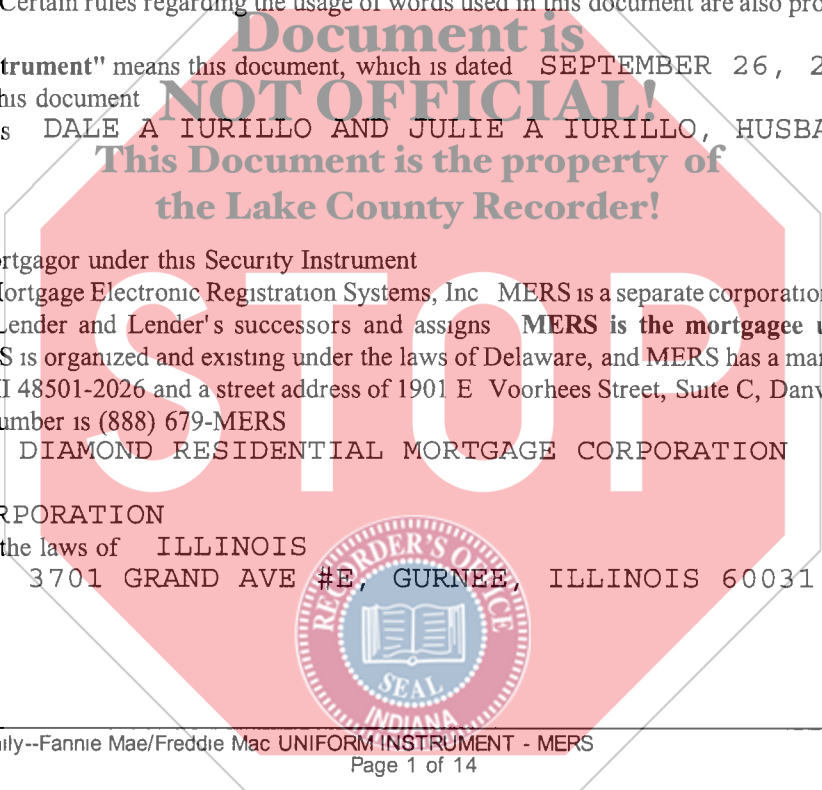 Certain rules regarding the usage of words used in this document are also pro
Document is
trument" means this document, which is dated SEPTEMBER 26, 2
his document
NOT OFFICIAL!
s DALE A IURILLO AND JULIE A IURILLO, HUSBA
This Document is the property of
the Lake County Recorder!
rtgagor under this Security Instrument
ortgage Electronic Registration Systems, Inc MERS is a separate corporatio
ender and Lender's successors and assigns MERS is the mortgagee u
S is organized and existing under the laws of Delaware, and MERS has a mai
I 48501-2026 and a street address of 1901 E Voorhees Street, Suite C, Danv
umber is (888) 679-MERS
STOP
DIAMOND RESIDENTIAL MORTGAGE CORPORATION
RPORATION
the laws of ILLINOIS
3701 GRAND AVE #E, GURNEE, ILLINOIS 60031
RECORDER'S OFFICE
SEAL
INDIANA
ily--Fannie Mae/Freddie Mac UNIFORM INSTRUMENT - MERS
Page 1 of 14